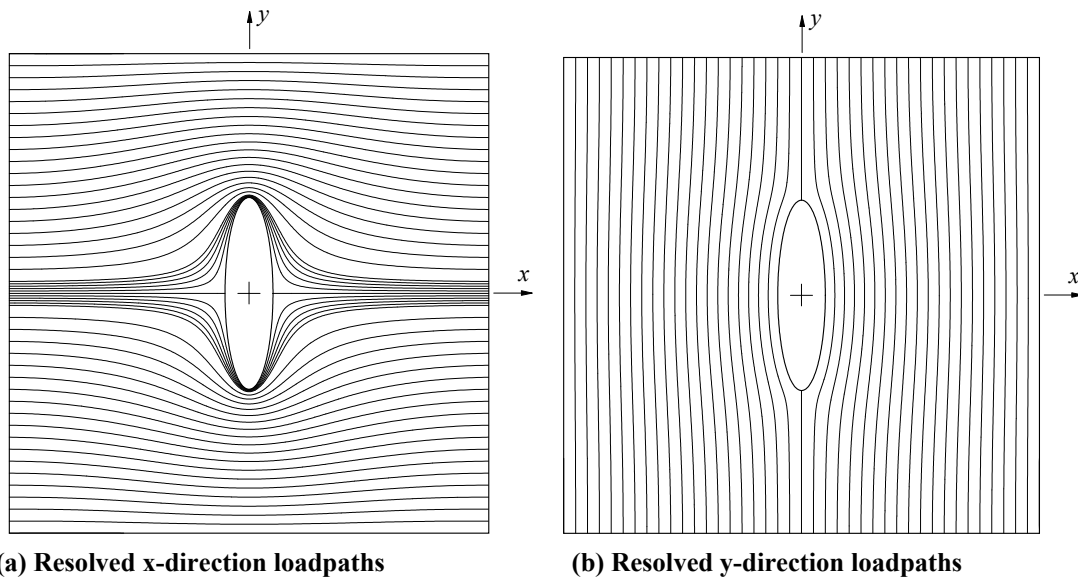 y
x
(a) Resolved x-direction loadpaths
y
x
(b) Resolved y-direction loadpaths